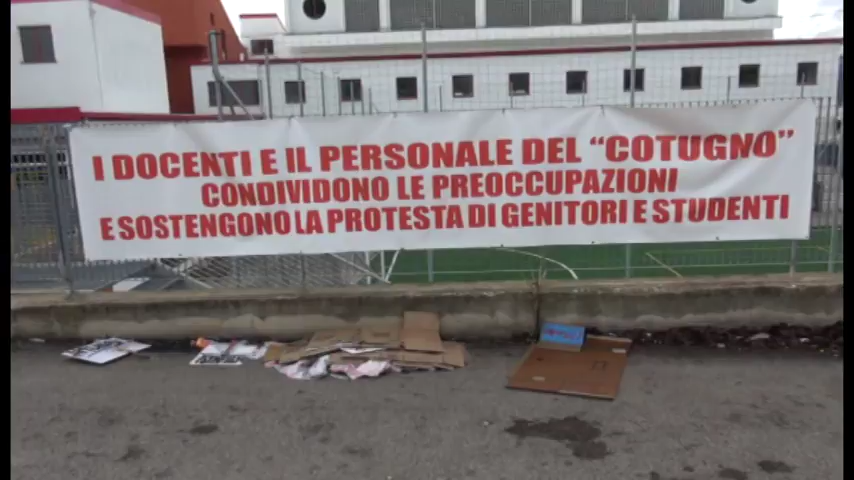 I DOCENTI E IL PERSONALE DEL "COTUGNO"
CONDIVIDONO LE PREOCCUPAZIONI
E SOSTENGONO LA PROTESTA DI GENITORI E STUDENTI